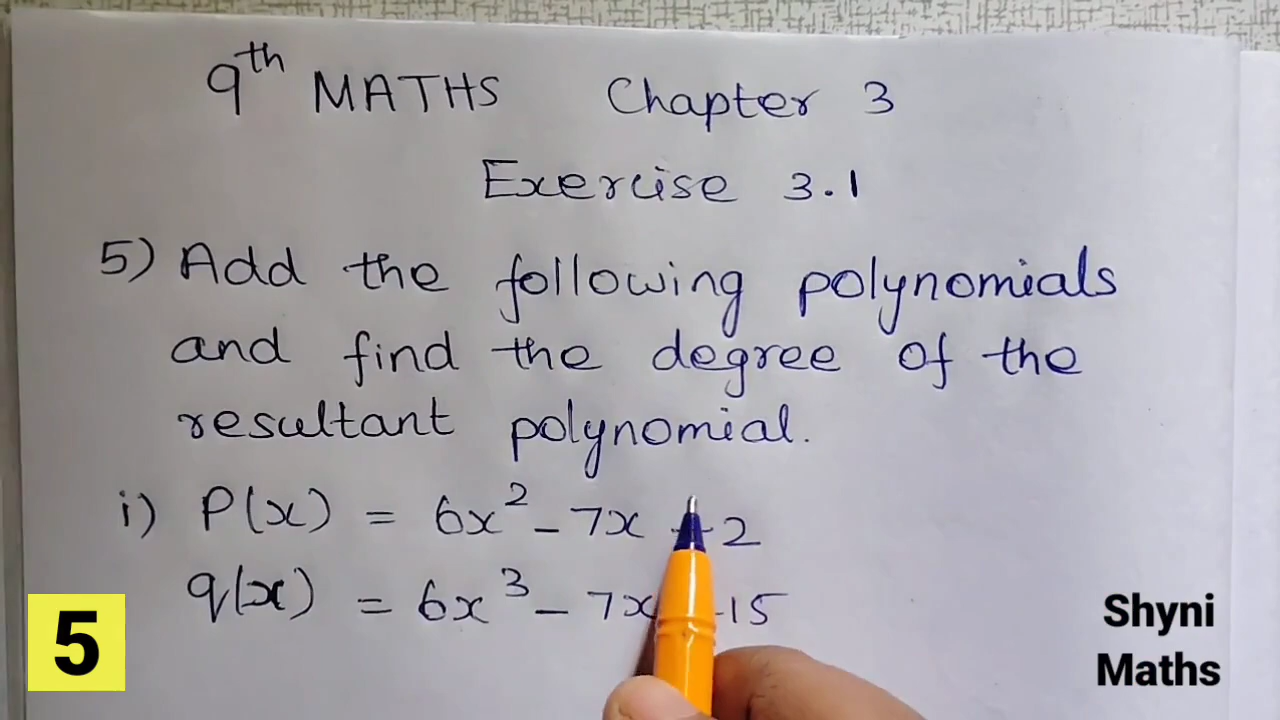 9th MATHS Chapter 3
Exercise 3.1
5) Add the following polynomials
and find the degree of the
resultant polynomial.
i) P(x) = 6x² - 7x 2
q(x) = 6x³ - 7x 15
5
Shyni
Maths